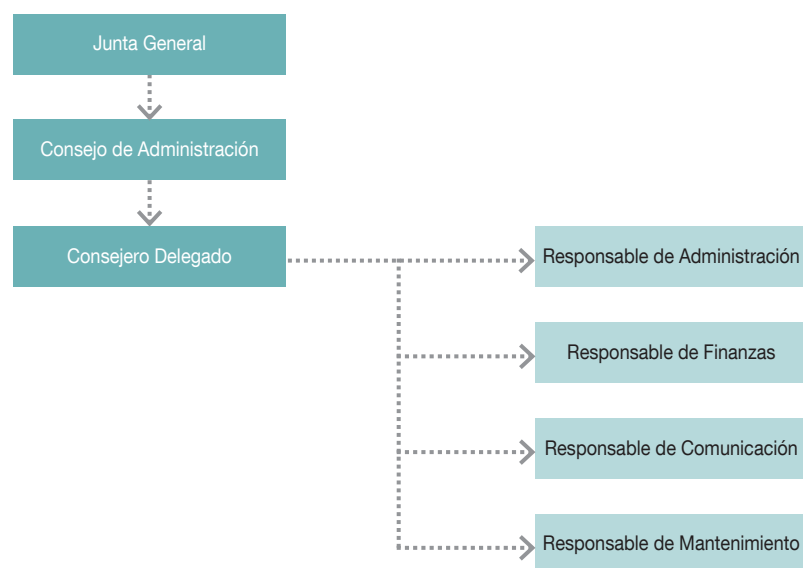 Junta General
Consejo de Administración
Consejero Delegado
Responsable de Administración
Responsable de Finanzas
Responsable de Comunicación
Responsable de Mantenimiento